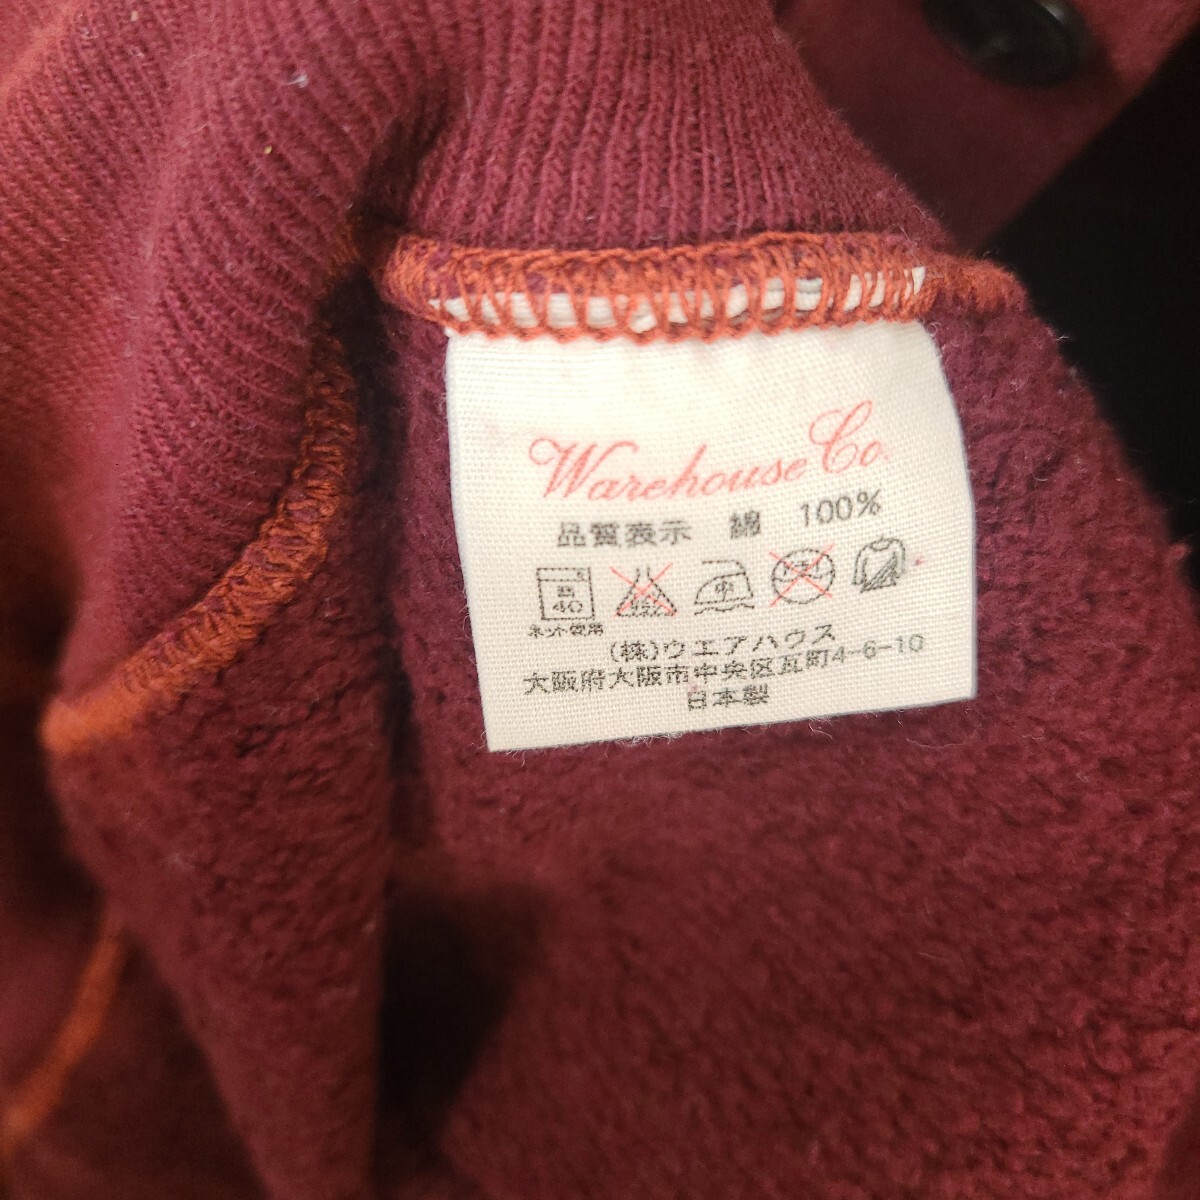 Warehouse Co.
品質表示 綿 100%
40 中
ネット使用
(株)ウエアハウス
大阪府大阪市中央区瓦町4-6-10
日本製